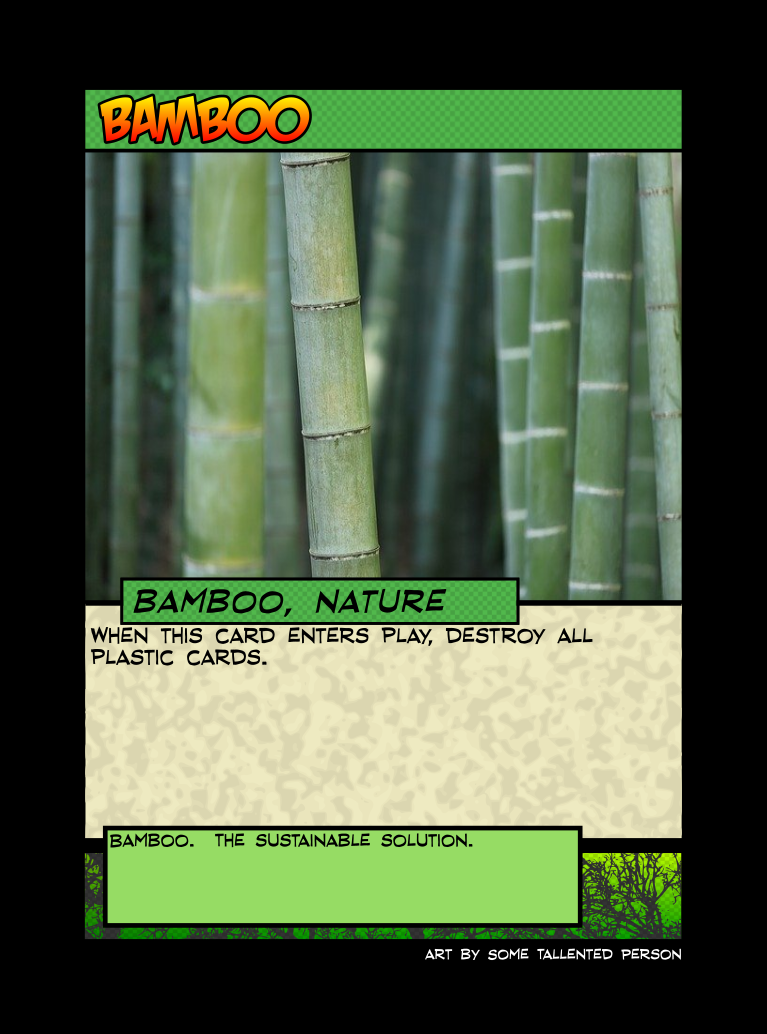 BAMBOO
BAMBOO, NATURE
WHEN THIS CARD ENTERS PLAY, DESTROY ALL
PLASTIC CARDS.
BAMBOO. THE SUSTAINABLE SOLUTION.
ART BY SOME TALLENTED PERSON